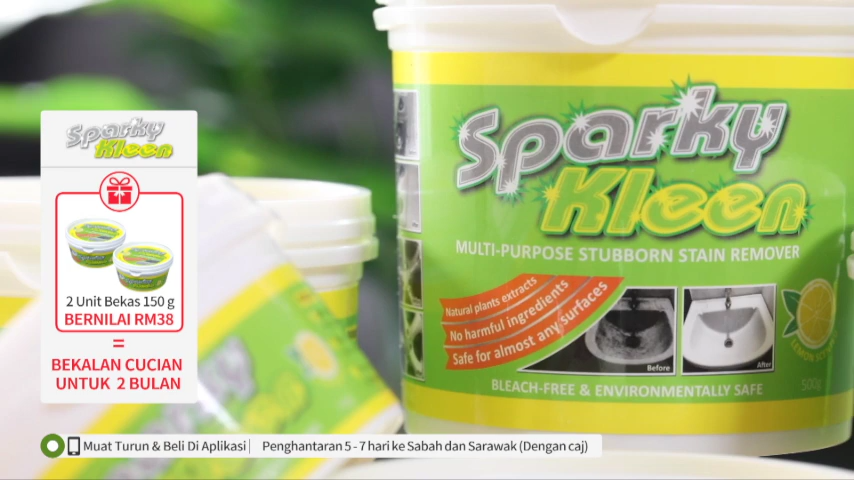 Sparky
Kleen
2 Unit Bekas 150 g
BERNILAI RM38
=
BEKALAN CUCIAN
UNTUK 2 BULAN
Sparky
Kleen
MULTI-PURPOSE STUBBORN STAIN REMOVER
Natural plants extracts
No harmful ingredients
Safe for almost any surfaces
Before
After
BLEACH-FREE & ENVIRONMENTALLY SAFE
500g
Muat Turun & Beli Di Aplikasi | Penghantaran 5 - 7 hari ke Sabah dan Sarawak (Dengan caj)